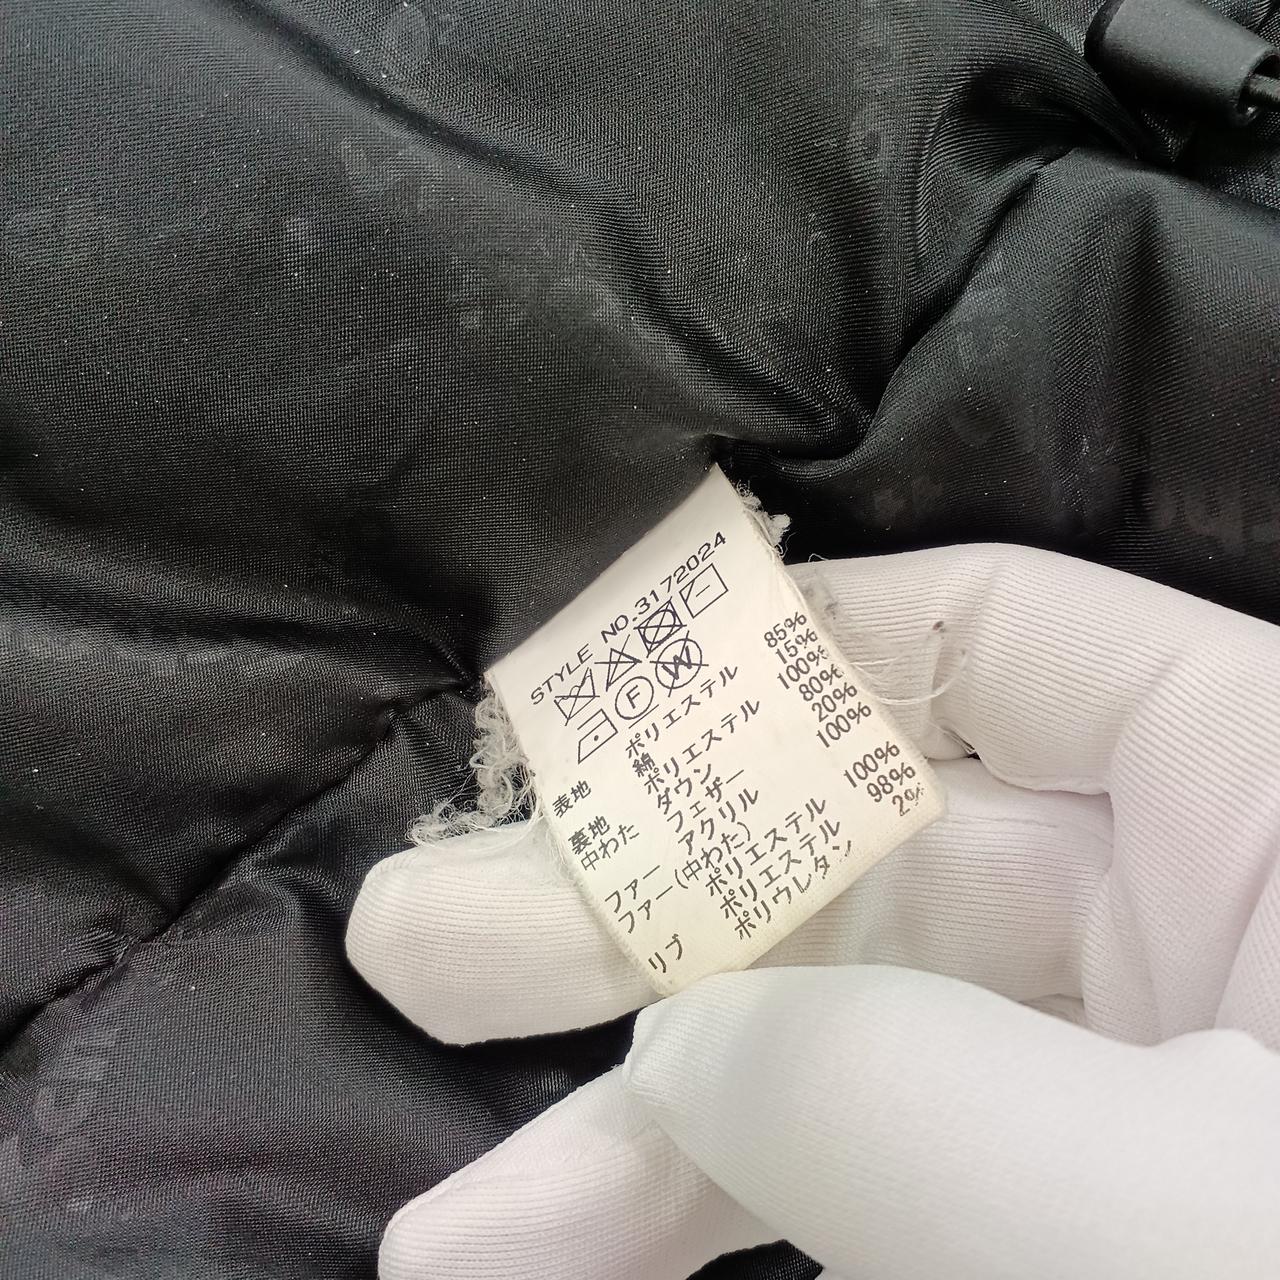 STYLE NO.3172024
F W
表地 ポリエステル 85%
綿 15%
裏地 ポリエステル 100%
中わた ダウン 80%
フェザー 20%
ファー アクリル 100%
ファー(中わた)
ポリエステル 100%
リブ ポリエステル 98%
ポリウレタン 2%